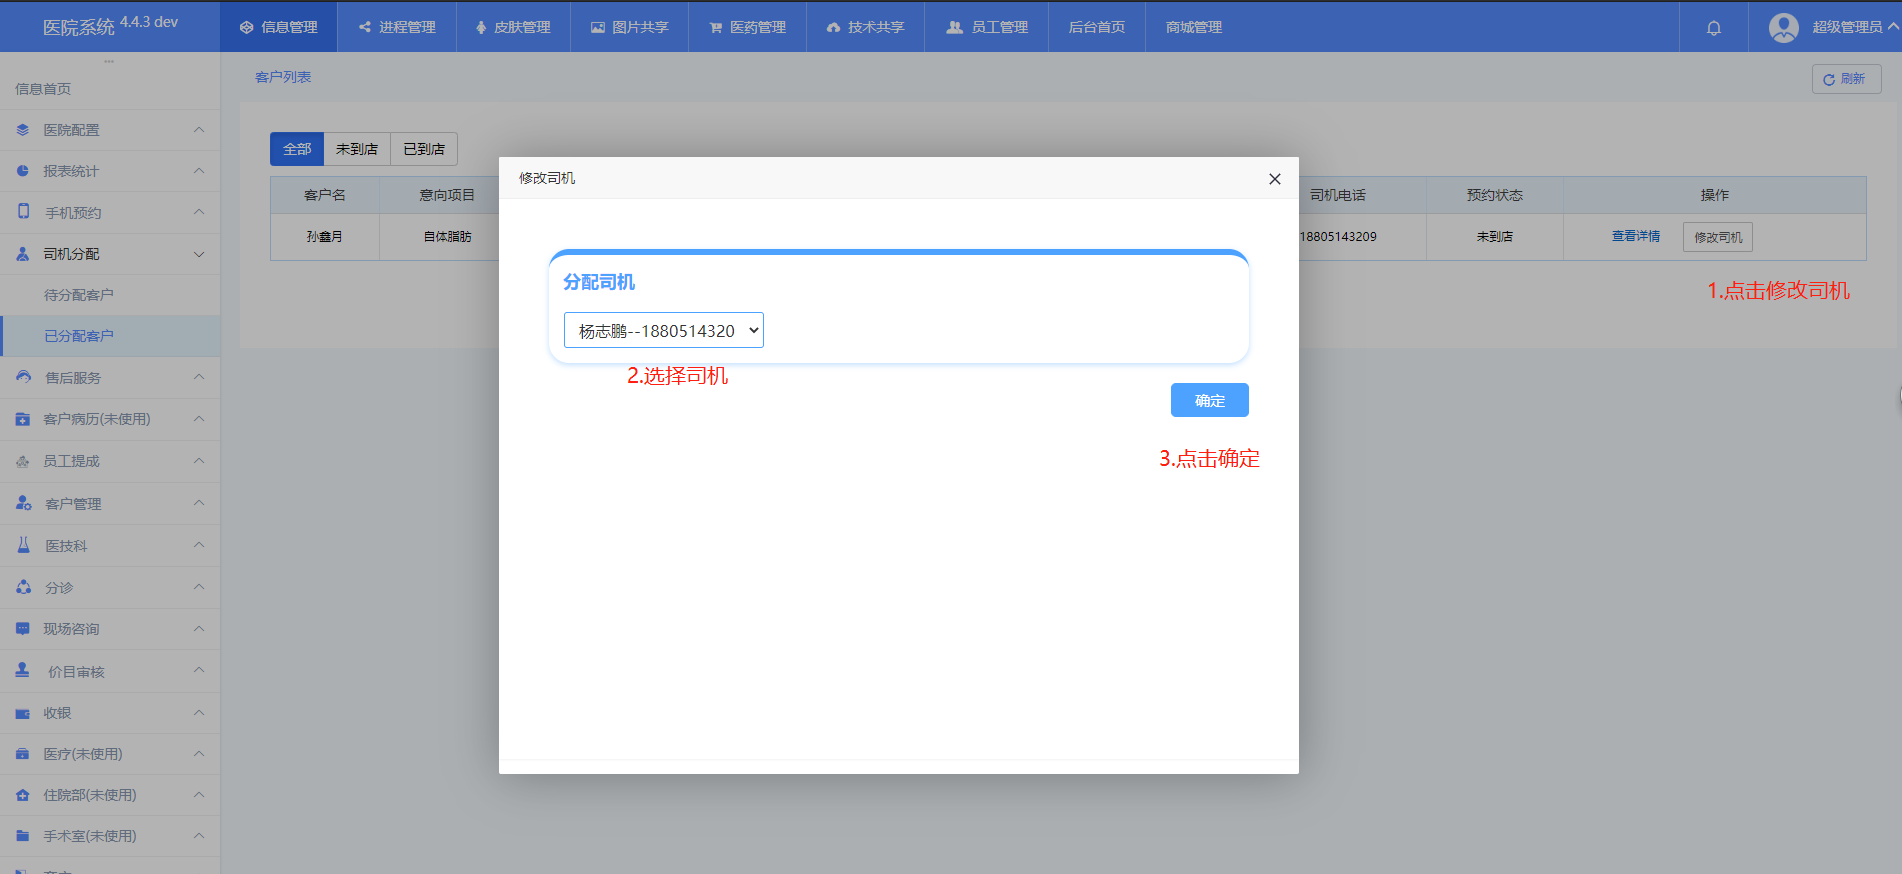 医院系统 4.4.3 dev
信息管理
进程管理
皮肤管理
图片共享
医药管理
技术共享
员工管理
后台首页
商城管理
超级管理员
信息首页
医院配置
报表统计
手机预约
司机分配
待分配客户
已分配客户
售后服务
客户病历(未使用)
员工提成
客户管理
医技科
分诊
现场咨询
价目审核
收银
医疗(未使用)
住院部(未使用)
手术室(未使用)
客户列表
刷新
全部 未到店 已到店
客户名 意向项目 司机电话 预约状态 操作
孙鑫月 自体脂肪 18805143209 未到店 查看详情 修改司机
1.点击修改司机
修改司机
分配司机
杨志鹏--1880514320
2.选择司机
确定
3.点击确定